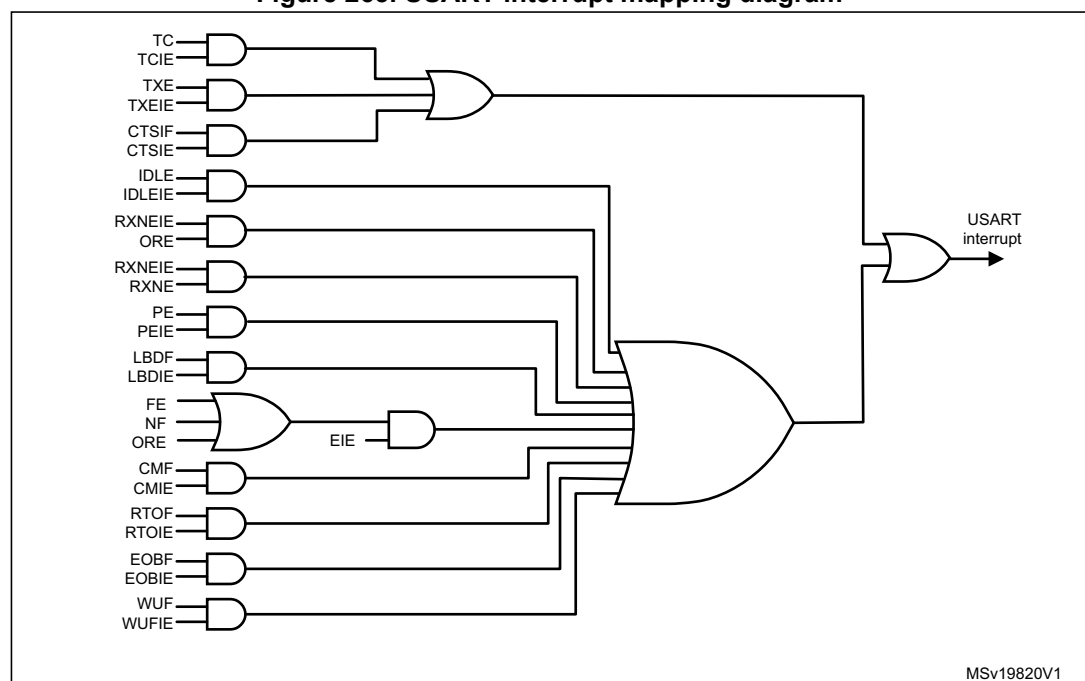 Figure USART interrupt mapping diagram
TC
TCIE
TXE
TXEIE
CTSIF
CTSIE
IDLE
IDLEIE
RXNEIE
ORE
RXNEIE
RXNE
PE
PEIE
LBDF
LBDIE
FE
NF
ORE
EIE
CMF
CMIE
RTOF
RTOIE
EOBF
EOBIE
WUF
WUFIE
USART
interrupt
MSv19820V1